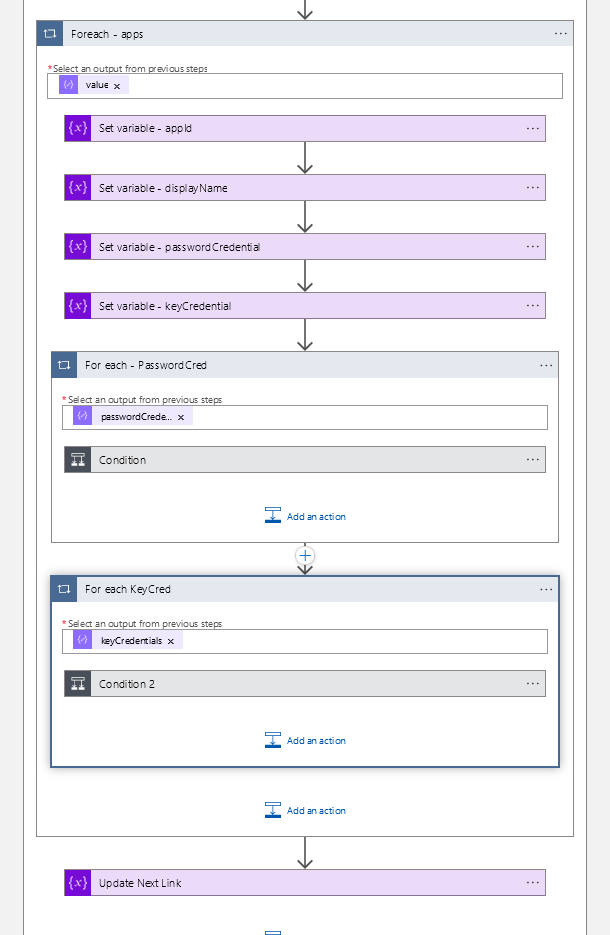 Foreach - apps
*Select an output from previous steps
value
Set variable - appId
Set variable - displayName
Set variable - passwordCredential
Set variable - keyCredential
For each - PasswordCred
* Select an output from previous steps
passwordCrede...
Condition
Add an action
For each KeyCred
* Select an output from previous steps
keyCredentials
Condition 2
Add an action
Add an action
Update Next Link